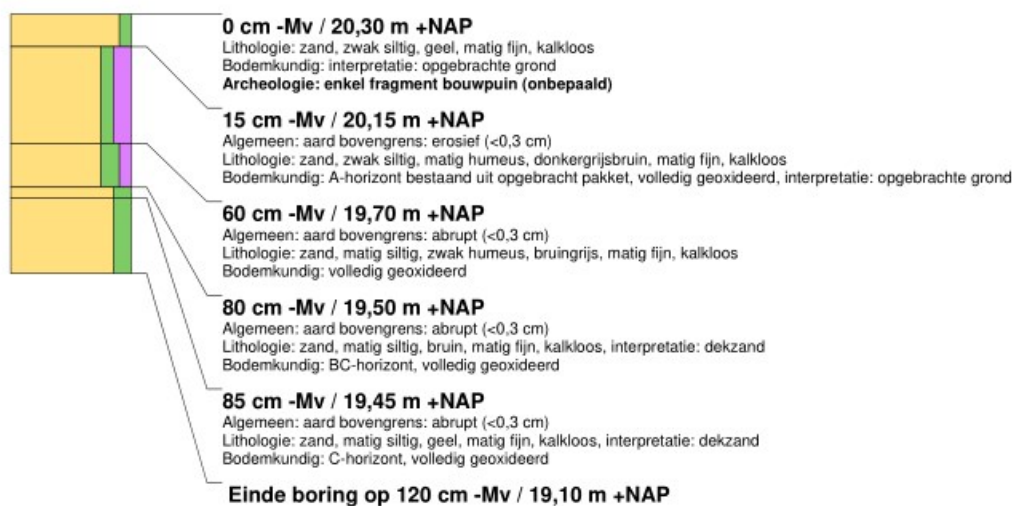 0 cm -Mv / 20,30 m +NAP
Lithologie: zand, zwak siltig, geel, matig fijn, kalkloos
Bodemkundig: interpretatie: opgebrachte grond
Archeologie: enkel fragment bouwpuin (onbepaald)
15 cm -Mv / 20,15 m +NAP
Algemeen: aard bovengrens: erosief (<0,3 cm)
Lithologie: zand, zwak siltig, matig humeus, donkergrijsbruin, matig fijn, kalkloos
Bodemkundig: A-horizont bestaand uit opgebracht pakket, volledig geoxideerd, interpretatie: opgebrachte grond
60 cm -Mv / 19,70 m +NAP
Algemeen: aard bovengrens: abrupt (<0,3 cm)
Lithologie: zand, matig siltig, zwak humeus, bruingrijs, matig fijn, kalkloos
Bodemkundig: volledig geoxideerd
80 cm -Mv / 19,50 m +NAP
Algemeen: aard bovengrens: abrupt (<0,3 cm)
Lithologie: zand, matig siltig, bruin, matig fijn, kalkloos, interpretatie: dekzand
Bodemkundig: BC-horizont, volledig geoxideerd
85 cm -Mv / 19,45 m +NAP
Algemeen: aard bovengrens: abrupt (<0,3 cm)
Lithologie: zand, matig siltig, geel, matig fijn, kalkloos, interpretatie: dekzand
Bodemkundig: C-horizont, volledig geoxideerd
Einde boring op 120 cm -Mv / 19,10 m +NAP